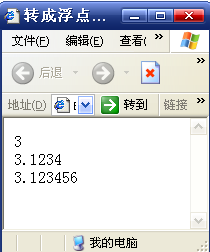 转成浮点...
文件(F) 编辑(E) 查看( »
后退 »
地址(D) 转到 链接 »
3
3.1234
3.123456
我的电脑